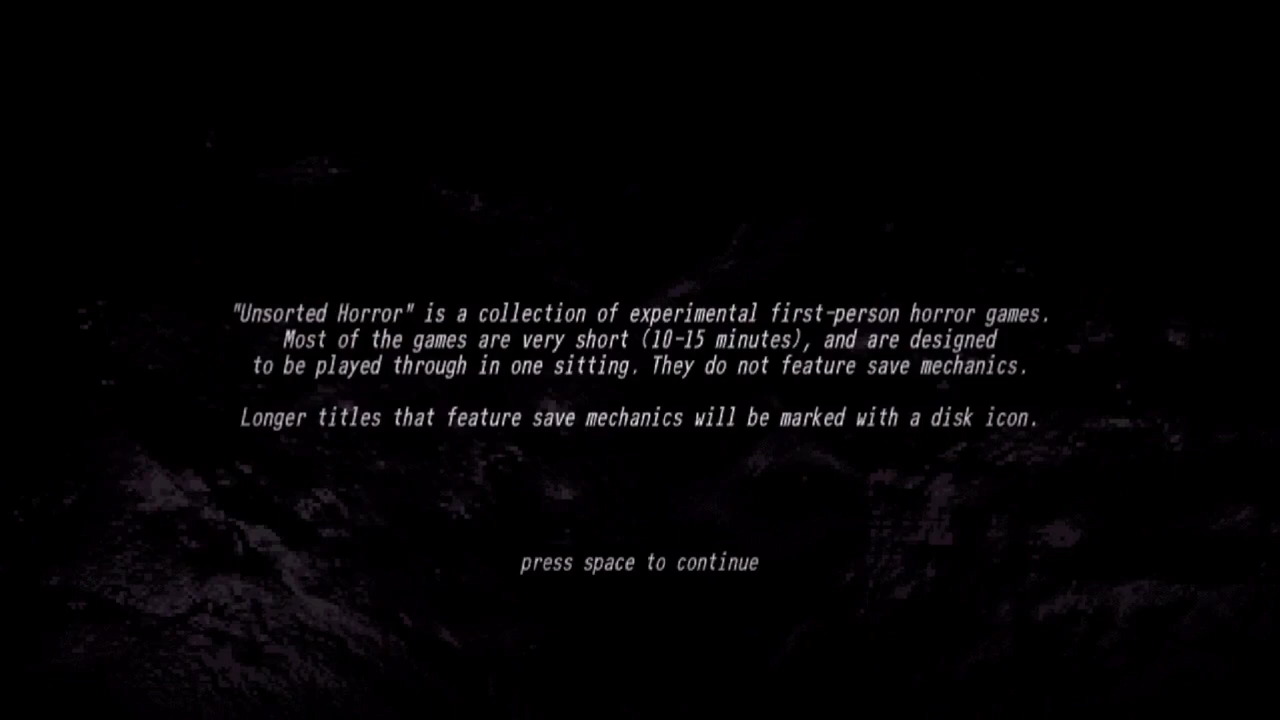 "Unsorted Horror" is a collection of experimental first-person horror games.
Most of the games are very short (10-15 minutes), and are designed
to be played through in one sitting. They do not feature save mechanics.
Longer titles that feature save mechanics will be marked with a disk icon.
press space to continue